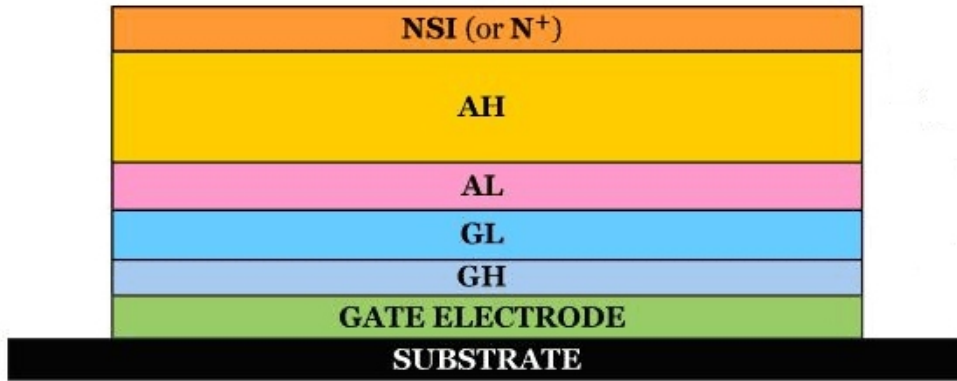 NSI (or N⁺)
AH
AL
GL
GH
GATE ELECTRODE
SUBSTRATE